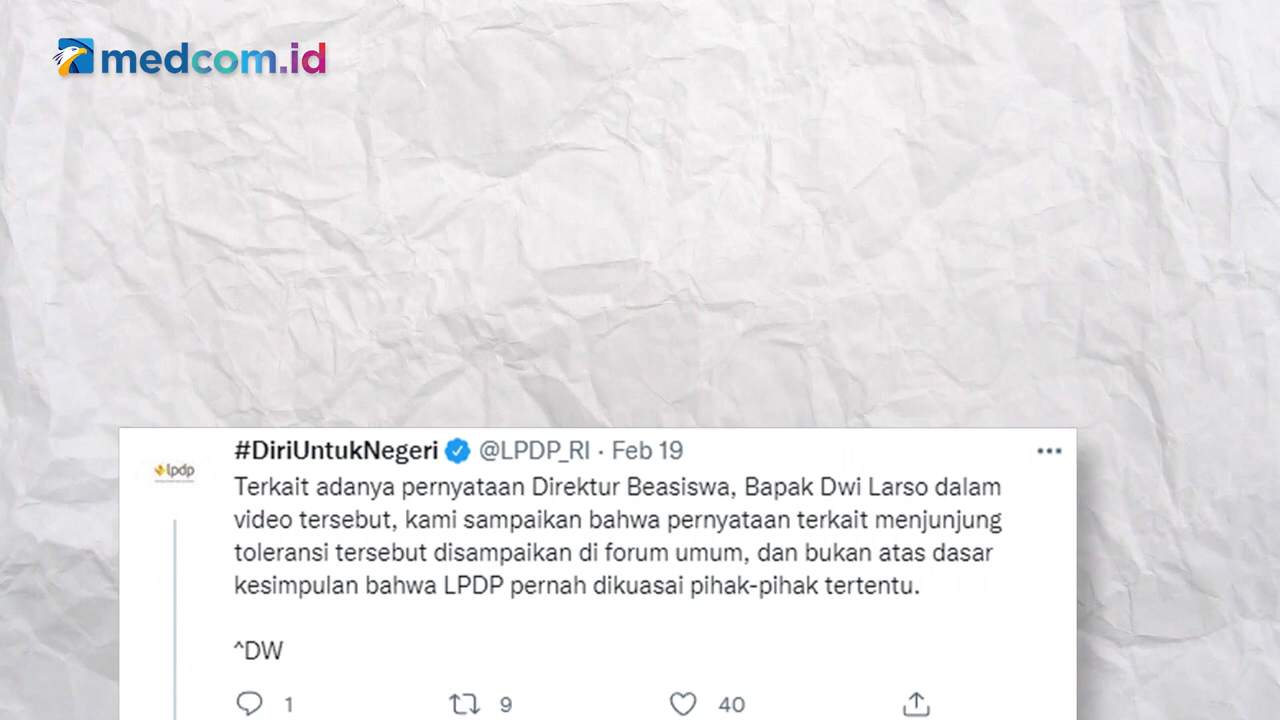 medcom.id
#DiriUntukNegeri @LPDP_RI · Feb 19
lpdp
Terkait adanya pernyataan Direktur Beasiswa, Bapak Dwi Larso dalam
video tersebut, kami sampaikan bahwa pernyataan terkait menjunjung
toleransi tersebut disampaikan di forum umum, dan bukan atas dasar
kesimpulan bahwa LPDP pernah dikuasai pihak-pihak tertentu.
^DW
1 9 40